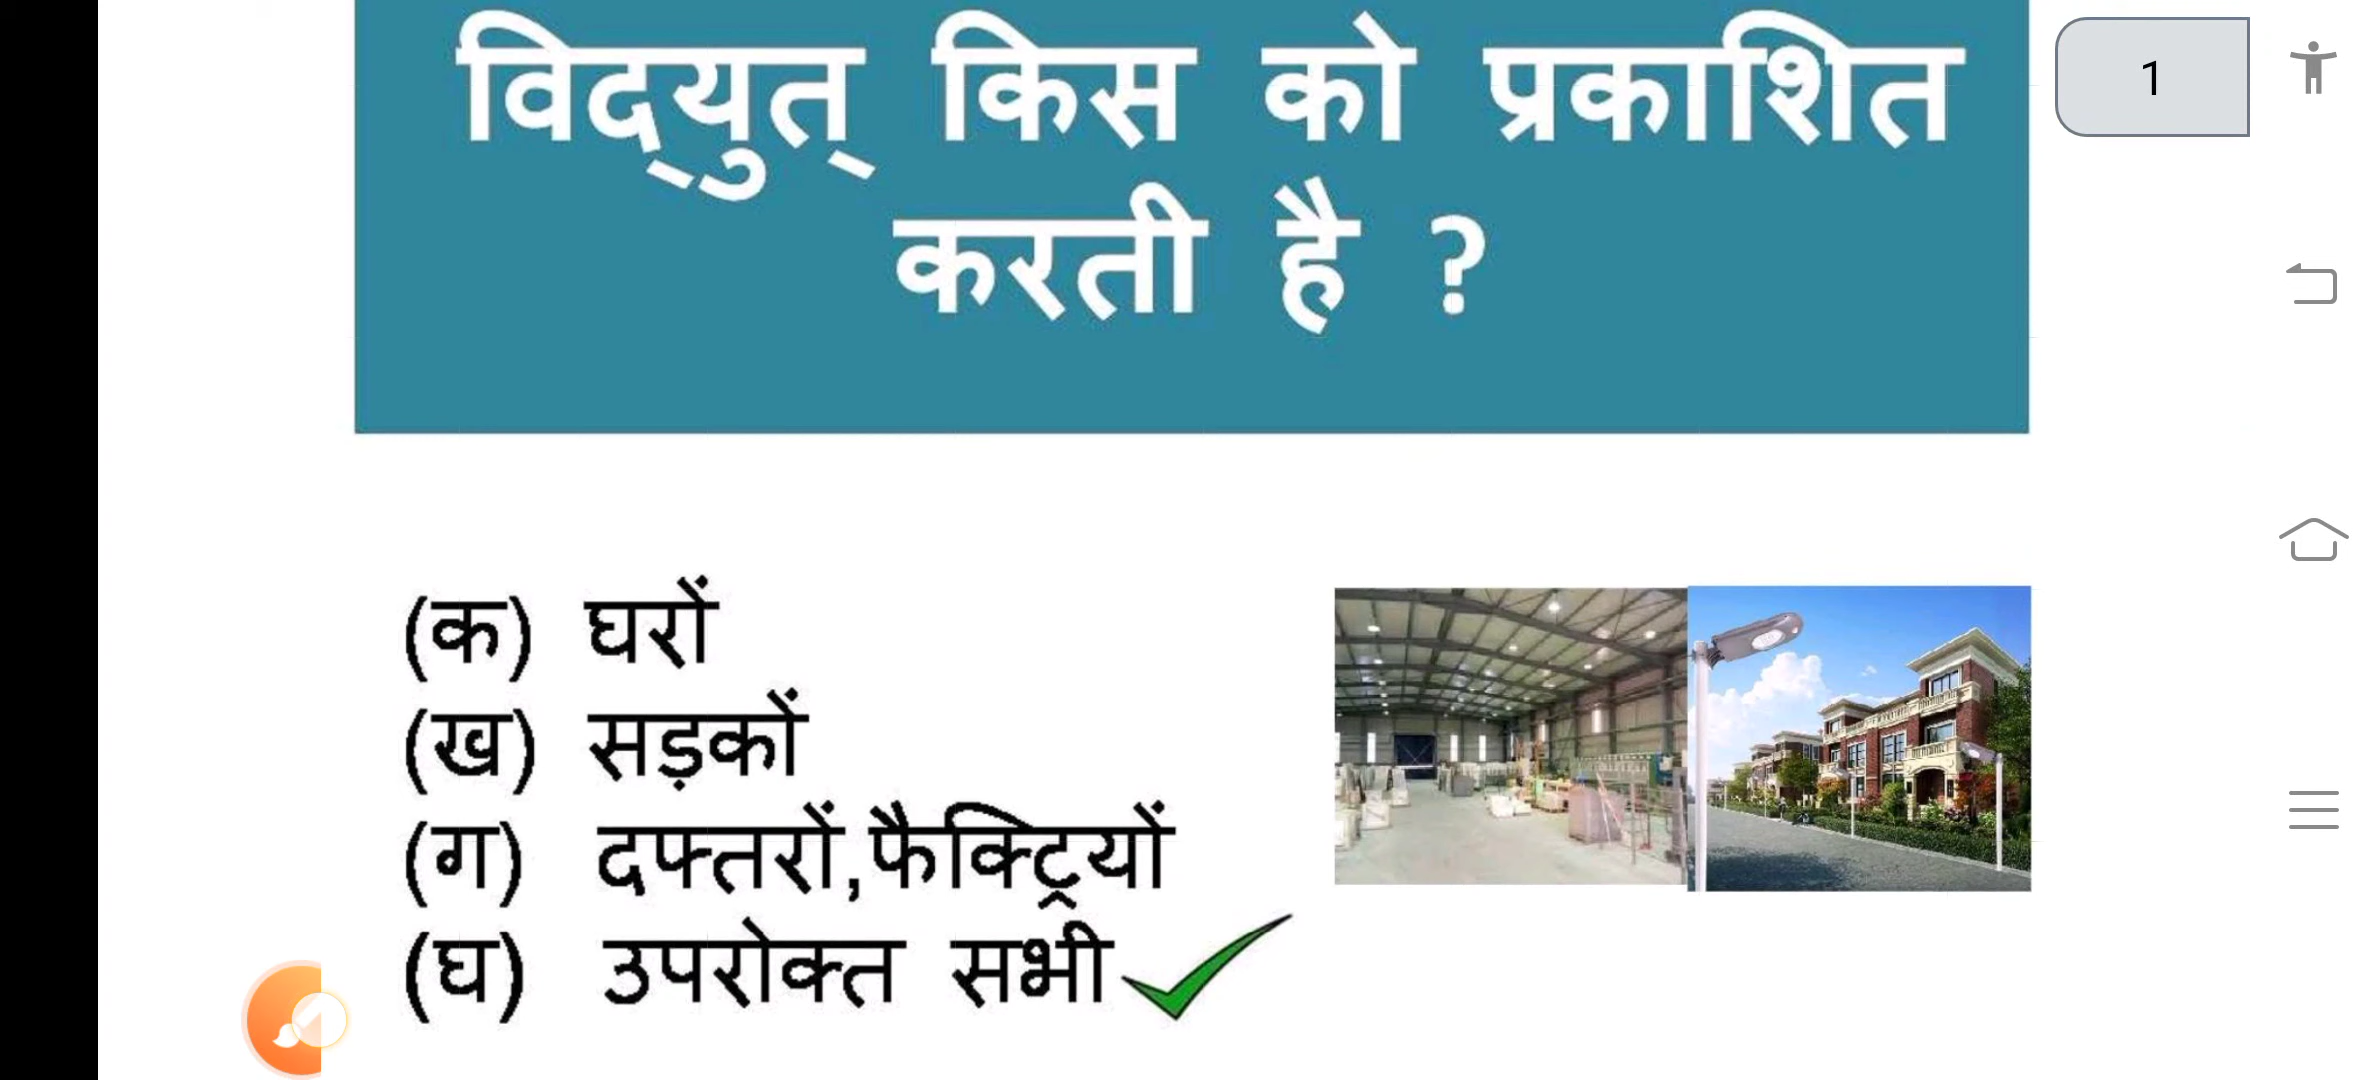 विद्‌युत् किस को प्रकाशित
करती है ?
1
(क) घरों
(ख) सड़कों
(ग) दफ्तरों,फैक्ट्रियों
(घ) उपरोक्त सभी